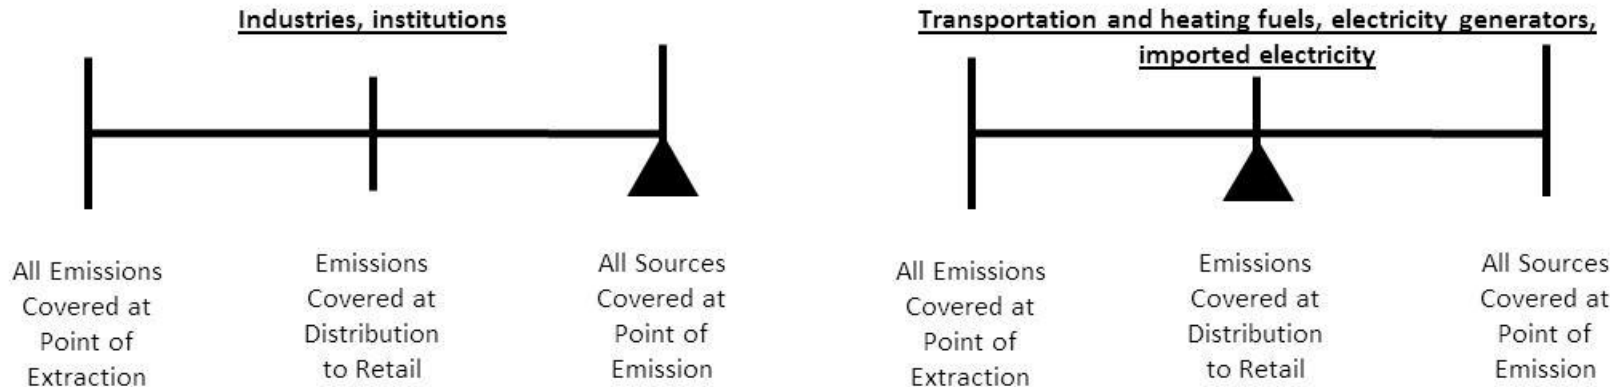 Industries, institutions
All Emissions
Covered at
Point of
Extraction
Emissions
Covered at
Distribution
to Retail
All Sources
Covered at
Point of
Emission
Transportation and heating fuels, electricity generators,
imported electricity
All Emissions
Covered at
Point of
Extraction
Emissions
Covered at
Distribution
to Retail
All Sources
Covered at
Point of
Emission